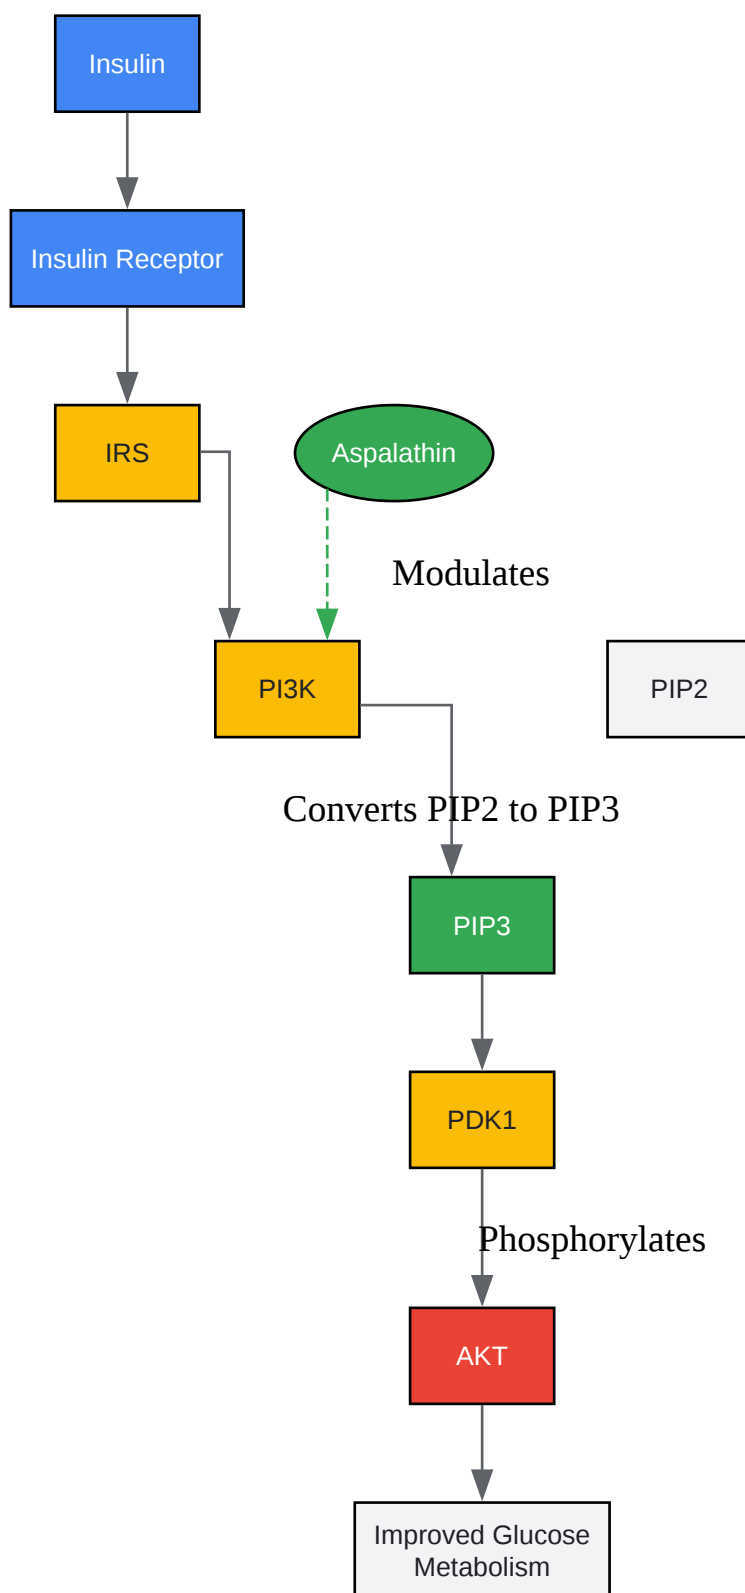 Insulin
Insulin Receptor
IRS
Aspalathin
Modulates
PI3K
PIP2
Converts PIP2 to PIP3
PIP3
PDK1
Phosphorylates
AKT
Improved Glucose
Metabolism